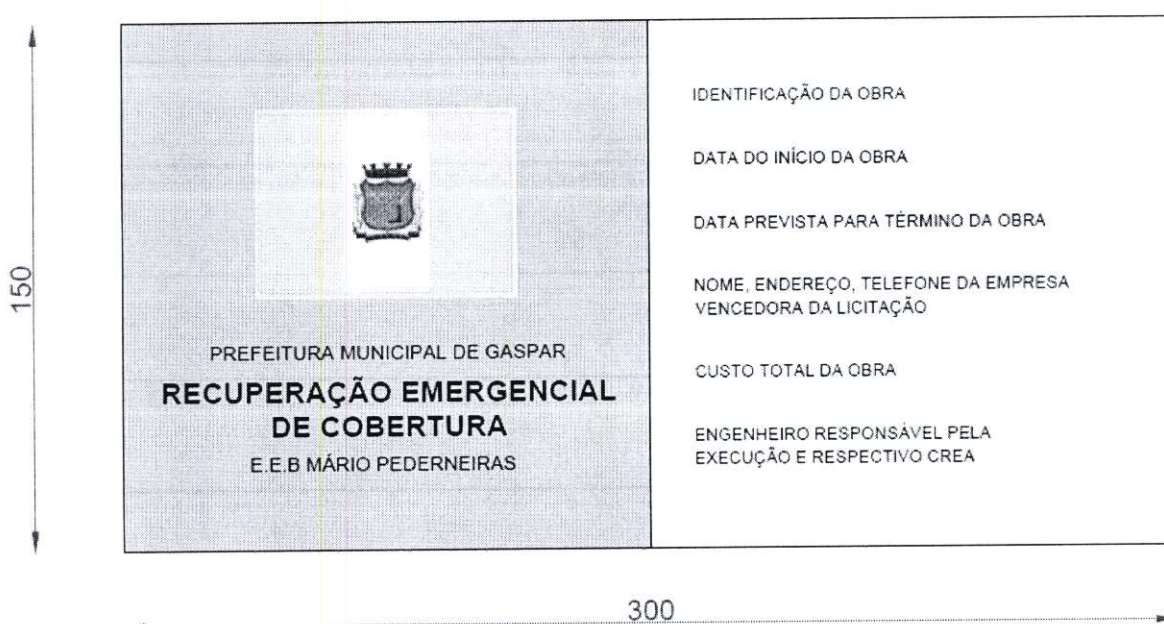 150
PREFEITURA MUNICIPAL DE GASPAR
RECUPERAÇÃO EMERGENCIAL
DE COBERTURA
E.E.B MÁRIO PEDERNEIRAS
IDENTIFICAÇÃO DA OBRA
DATA DO INÍCIO DA OBRA
DATA PREVISTA PARA TÉRMINO DA OBRA
NOME, ENDEREÇO, TELEFONE DA EMPRESA
VENCEDORA DA LICITAÇÃO
CUSTO TOTAL DA OBRA
ENGENHEIRO RESPONSÁVEL PELA
EXECUÇÃO E RESPECTIVO CREA
300